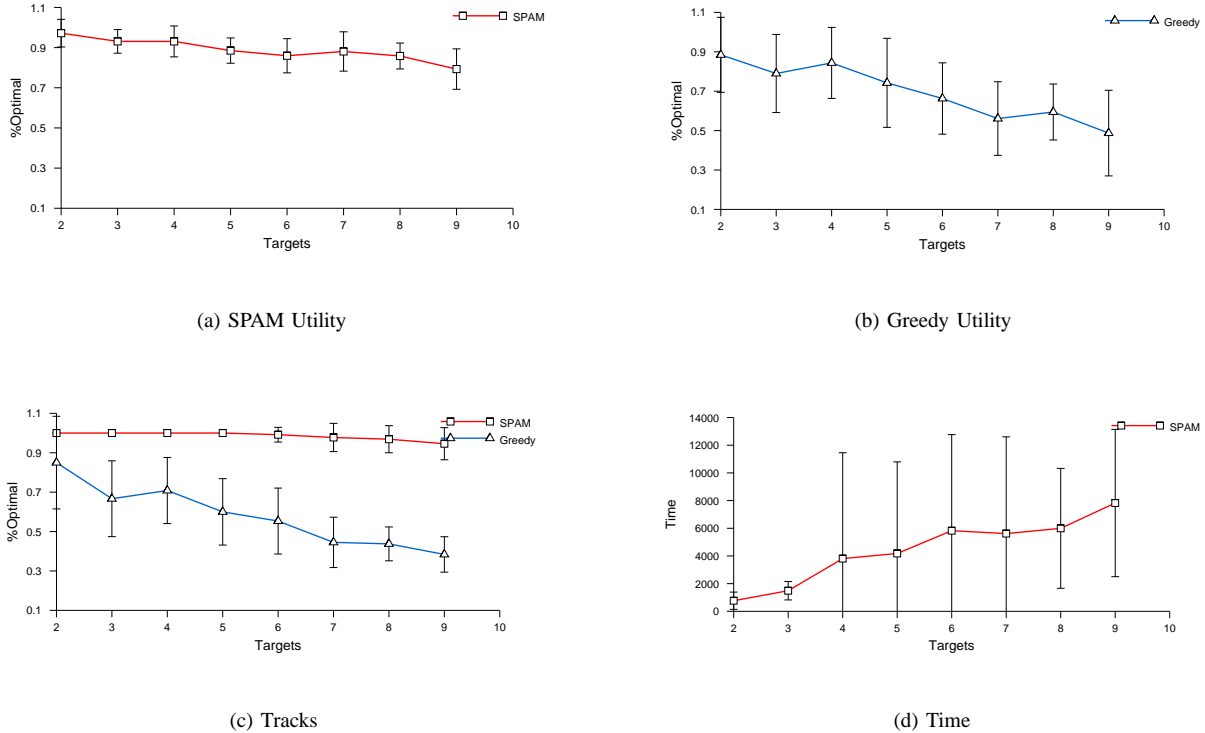 1.1
0.9
0.7
0.5
0.3
0.1
%Optimal
2 3 4 5 6 7 8 9 10
Targets
SPAM
(a) SPAM Utility
1.1
0.9
0.7
0.5
0.3
0.1
%Optimal
2 3 4 5 6 7 8 9 10
Targets
Greedy
(b) Greedy Utility
1.1
0.9
0.7
0.5
0.3
0.1
%Optimal
2 3 4 5 6 7 8 9 10
Targets
SPAM
Greedy
(c) Tracks
14000
12000
10000
8000
6000
4000
2000
0
Time
2 3 4 5 6 7 8 9 10
Targets
SPAM
(d) Time